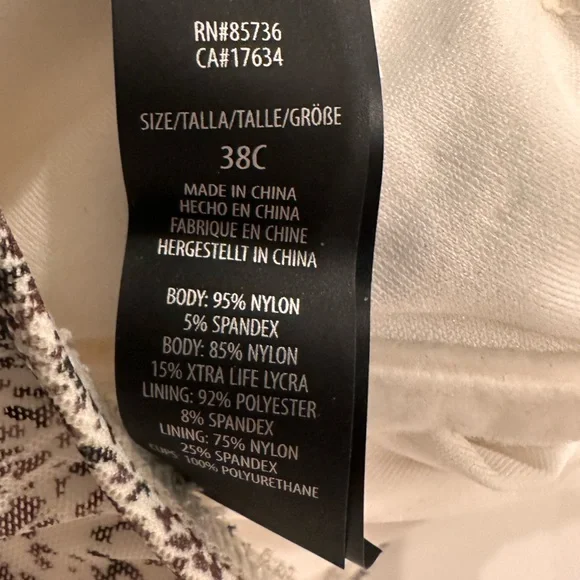 RN#85736
CA#17634
SIZE/TALLA/TALLE/GRÖßE
38C
MADE IN CHINA
HECHO EN CHINA
FABRIQUE EN CHINE
HERGESTELLT IN CHINA
BODY: 95% NYLON
5% SPANDEX
BODY: 85% NYLON
15% XTRA LIFE LYCRA
LINING: 92% POLYESTER
8% SPANDEX
LINING: 75% NYLON
25% SPANDEX
CUPS: 100% POLYURETHANE